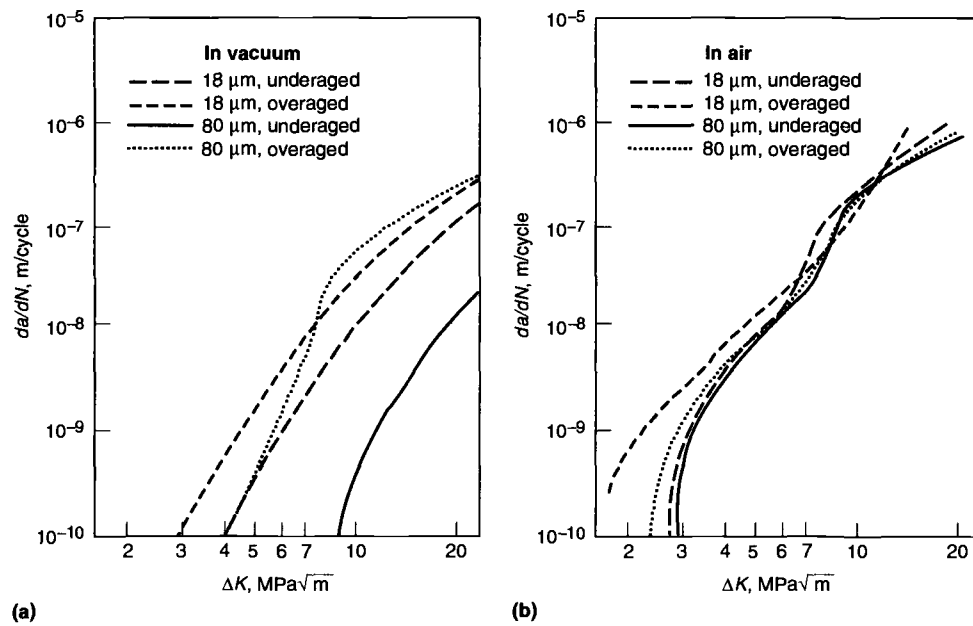 10⁻⁵
10⁻⁶
10⁻⁷
10⁻⁸
10⁻⁹
10⁻¹⁰
da/dN, m/cycle
In vacuum
18 μm, underaged
18 μm, overaged
80 μm, underaged
80 μm, overaged
2 3 4 5 6 7 10 20
ΔK, MPa√m
(a)
10⁻⁵
10⁻⁶
10⁻⁷
10⁻⁸
10⁻⁹
10⁻¹⁰
da/dN, m/cycle
In air
18 μm, underaged
18 μm, overaged
80 μm, underaged
80 μm, overaged
2 3 4 5 6 7 10 20
ΔK, MPa√m
(b)